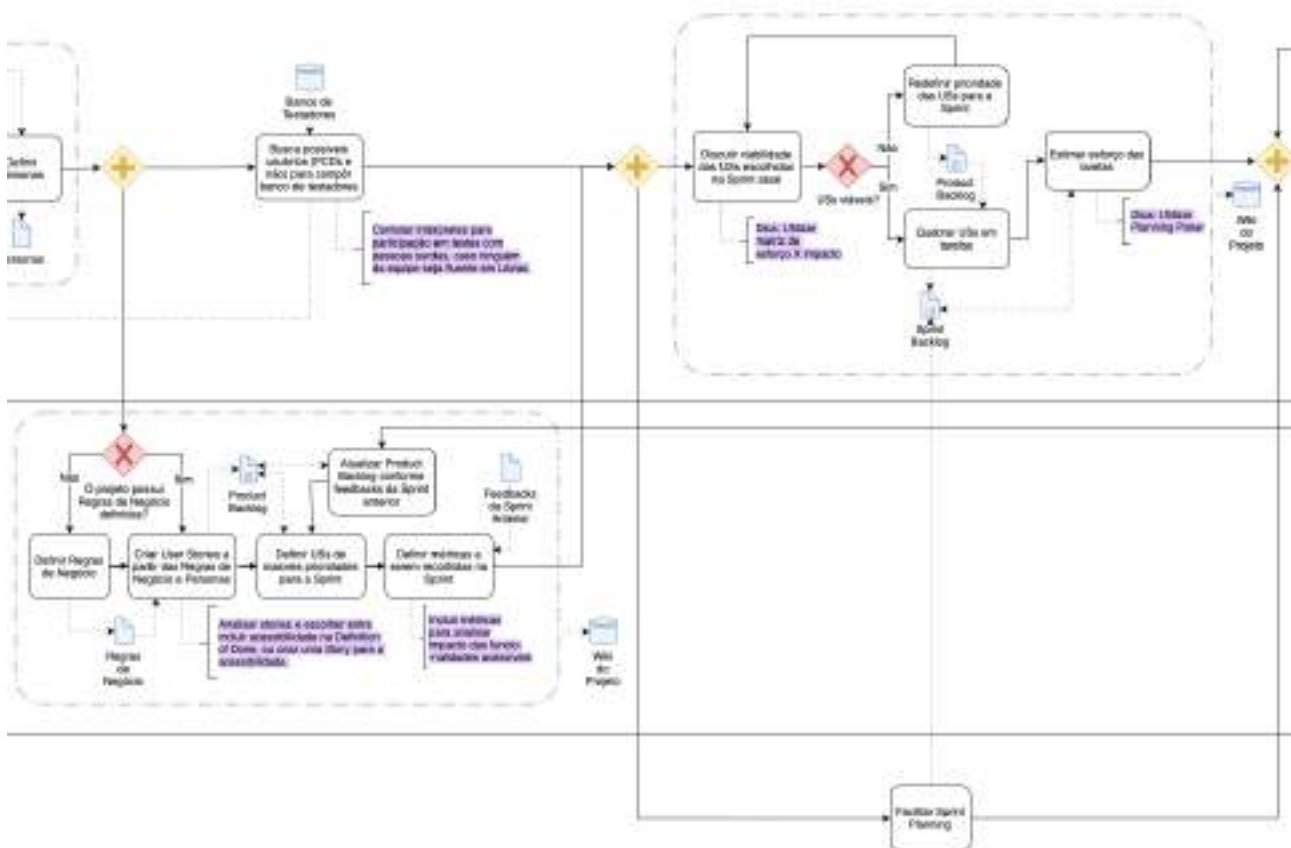 Definir
Personas
Personas
Banco de
Testadores
Busca possíveis
usuários (PCDs e
não) para compôr
banco de testadores
Contratar intérpretes para
participação em testes com
pessoas surdas, caso ninguém
da equipe seja fluente em Libras.
Discutir viabilidade
das USs escolhidas
na Sprint atual
Dica: Utilizar
matriz de
esforço X impacto
USs viáveis?
Não
Sim
Redefinir prioridade
das USs para a
Sprint
Product
Backlog
Quebrar USs em
tarefas
Sprint
Backlog
Estimar esforço das
tarefas
Dica: Utilizar
Planning Poker
Wiki
do
Projeto
Não
Sim
O projeto possui
Regras de Negócio
definidas?
Definir Regras
de Negócio
Regras
de
Negócio
Criar User Stories a
partir das Regras de
Negócio e Personas
Analisar stories e escolher entre
incluir acessibilidade na Definition
of Done, ou criar uma Story para a
acessibilidade.
Product
Backlog
Atualizar Product
Backlog conforme
feedbacks da Sprint
anterior
Definir USs de
maiores prioridades
para a Sprint
Feedbacks
da Sprint
Anterior
Definir métricas a
serem recolhidas na
Sprint
Incluir métricas
para analisar
impacto das funcio-
nalidades acessíveis
Wiki
do
Projeto
Facilitar Sprint
Planning